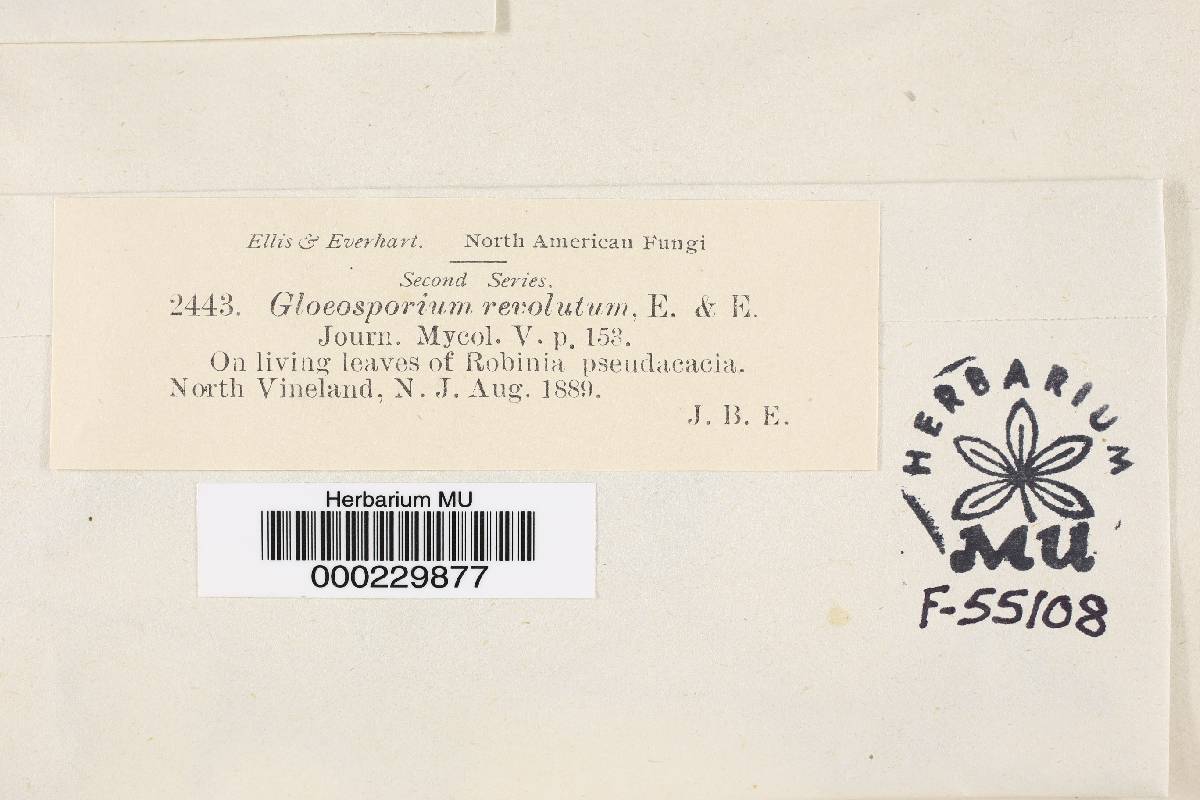 Ellis & Everhart. North American Fungi
Second Series.
2443. Gloeosporium revolutum, E. & E.
Journ. Mycol. V. p. 153.
On living leaves of Robinia pseudacacia.
North Vineland, N. J. Aug. 1889.
J. B. E.
Herbarium MU
000229877
HERBARIUM
MU
F-55108